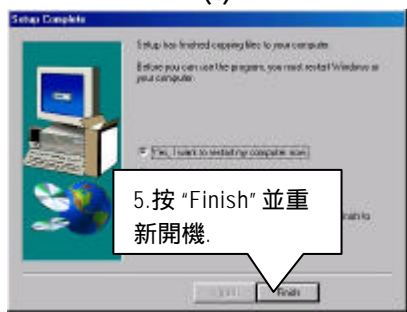 Setup Complete
Setup has finished copying files to your computer.
Before you can use the program, you must restart Windows or
your computer.
Yes, I want to restart my computer now.
5.按 “Finish” 並重
新開機.
Finish